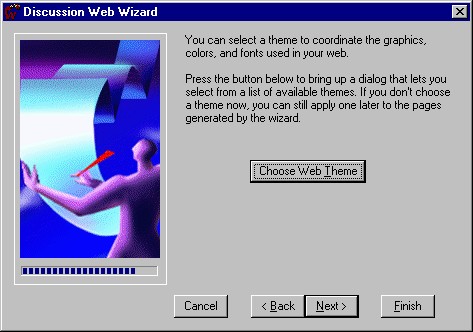 Discussion Web Wizard
You can select a theme to coordinate the graphics,
colors, and fonts used in your web.
Press the button below to bring up a dialog that lets you
select from a list of available themes. If you don't choose
a theme now, you can still apply one later to the pages
generated by the wizard.
Choose Web Theme
Cancel
< Back
Next >
Finish